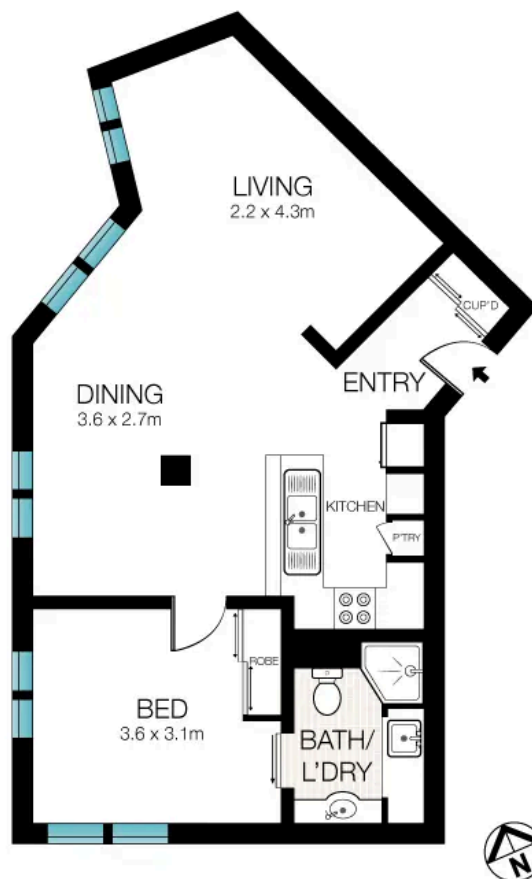 LIVING
2.2 x 4.3m
CUP'D
ENTRY
DINING
3.6 x 2.7m
KITCHEN
P'TRY
ROBE
BED
3.6 x 3.1m
BATH/
L'DRY
N